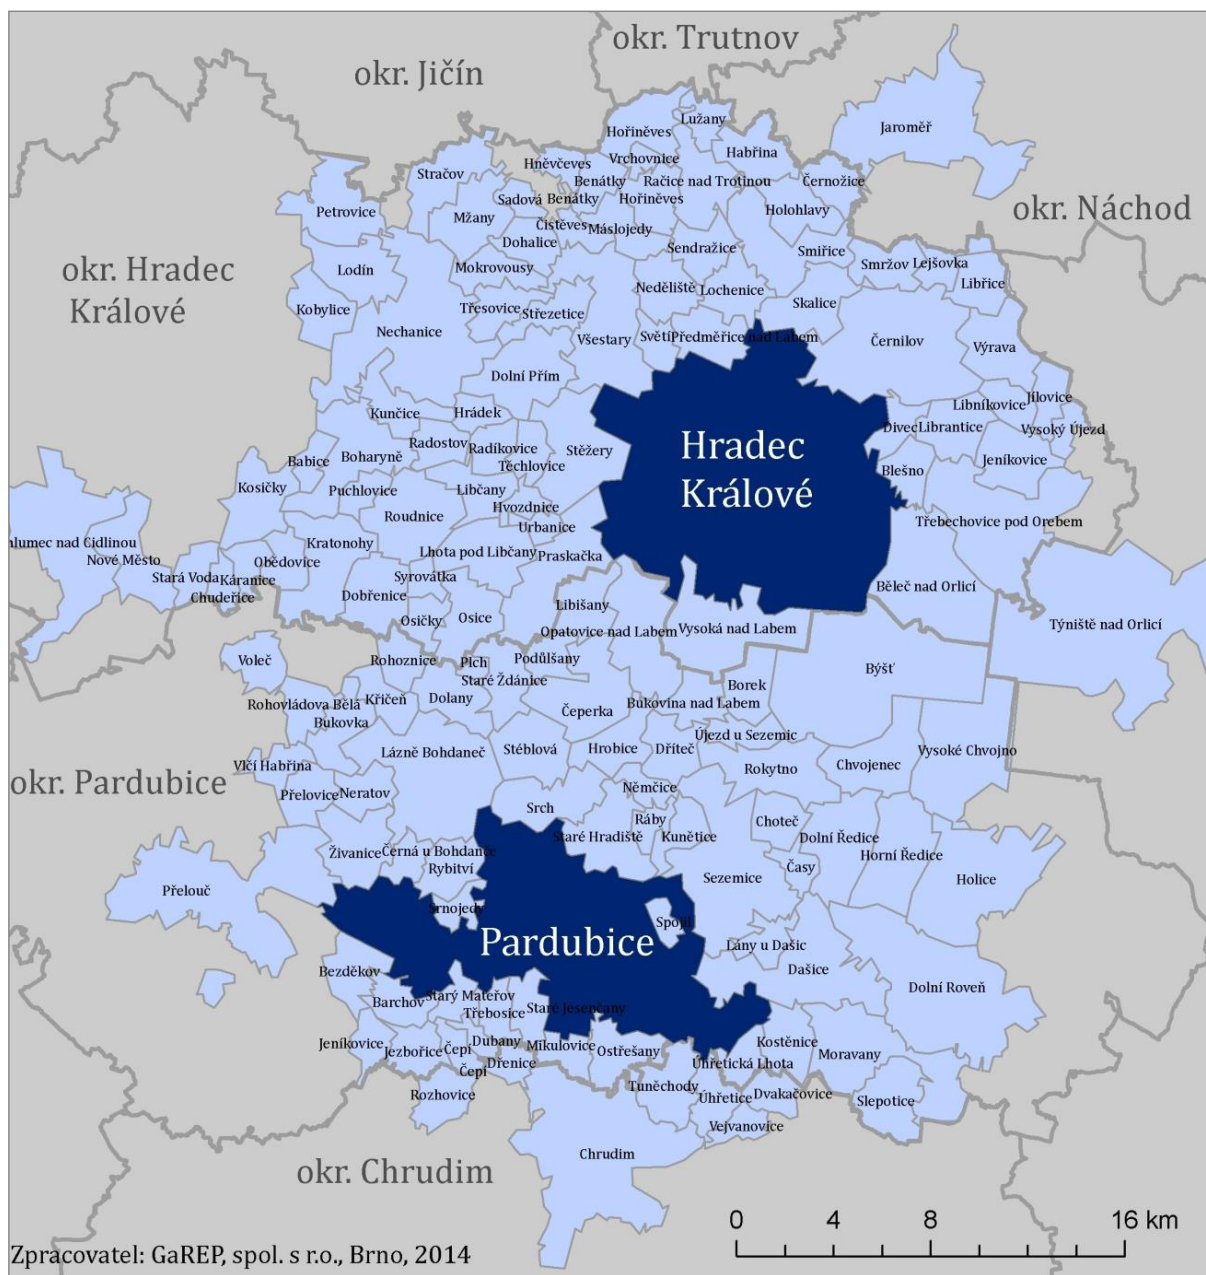 okr. Trutnov
okr. Jičín
Lužany
Hořiněves
Jaroměř
Habřina
Vrchovnice
Hněvčeves
Stračov
Benátky
Račice nad Trotinou
Černožice
Sadová
Benátky
Hořiněves
Petrovice
Holohlavy
okr. Náchod
Mžany
Čistěves
Máslojedy
Dohalice
Sendražice
Smiřice
okr. Hradec
Králové
Lodín
Mokrovousy
Smržov
Lejšovka
Libřice
Neděliště
Lochenice
Skalice
Kobylice
Třesovice
Střezetice
Nechanice
Všestary
Světí
Předměřice nad Labem
Černilov
Výrava
Dolní Přím
Libníkovice
Jílovice
Kunčice
Hrádek
Divec
Librantice
Vysoký Újezd
Hradec
Králové
Radostov
Radíkovice
Stěžery
Boharyně
Babice
Těchlovice
Blešno
Jeníkovice
Kosičky
Puchlovice
Libčany
Hvozdnice
Roudnice
Urbanice
Třebechovice pod Orebem
hlumec nad Cidlinou
Kratonohy
Lhota pod Libčany
Praskačka
Nové Město
Obědovice
Stará Voda
Káranice
Syrovátka
Chudeřice
Dobřenice
Běleč nad Orlicí
Libišany
Osičky
Osice
Opatovice nad Labem
Vysoká nad Labem
Týniště nad Orlicí
Voleč
Rohoznice
Plch
Podůlšany
Býšť
Staré Ždánice
Borek
Rohovládova Bělá
Křičeň
Dolany
Bukovina nad Labem
Čeperka
Bukovka
Újezd u Sezemic
Lázně Bohdaneč
Stéblová
Hrobice
Dříteč
Vysoké Chvojno
Vlčí Habřina
Rokytno
Chvojenec
okr. Pardubice
Přelovice
Neratov
Němčice
Srch
Ráby
Choteč
Staré Hradiště
Kunětice
Dolní Ředice
Živanice
Černá u Bohdanče
Horní Ředice
Rybitví
Časy
Přelouč
Sezemice
Holice
Srnojedy
Spojil
Pardubice
Lány u Dašic
Bezděkov
Dašice
Dolní Roveň
Barchov
Starý Mateřov
Třebosice
Staré Jesenčany
Jeníkovice
Jezbořice
Čepí
Dubany
Mikulovice
Ostřešany
Kostěnice
Moravany
Čepí
Dřenice
Úhřetická Lhota
Rozhovice
Tuněchody
Úhřetice
Dvakačovice
Slepotice
Vejvanovice
Chrudim
okr. Chrudim
0 4 8 16 km
Zpracovatel: GaREP, spol. s r.o., Brno, 2014